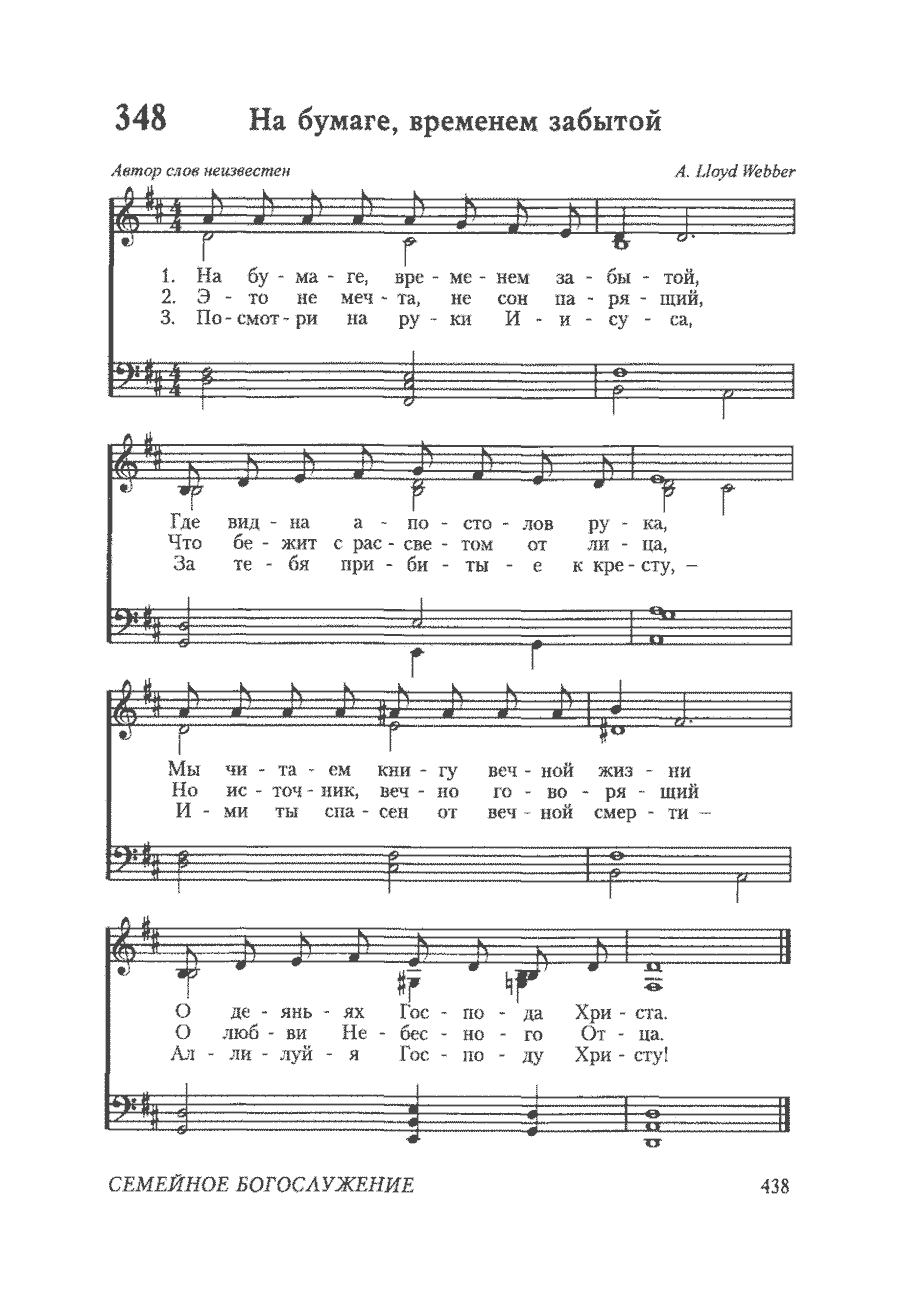 348 На бумаге, временем забытой
Автор слов неизвестен A. Lloyd Webber
1. На бу - ма - ге, вре - ме - нем за - бы - той,
2. Э - то не меч - та, не сон па - ря - щий,
3. По - смот - ри на ру - ки И - и - су - са,
Где вид - на а - по - сто - лов ру - ка,
Что бе - жит с рас - све - том от ли - ца,
За те - бя при - би - ты - е к кре - сту, –
Мы чи - та - ем кни - гу веч - ной жиз - ни
Но ис - точ - ник, веч - но го - во - ря - щий
И - ми ты спа - сен от веч - ной смер - ти –
О де - янь - ях Гос - по - да Хри - ста.
О люб - ви Не - бес - но - го От - ца.
Ал - ли - луй - я Гос - по - ду Хри - сту!
СЕМЕЙНОЕ БОГОСЛУЖЕНИЕ 438